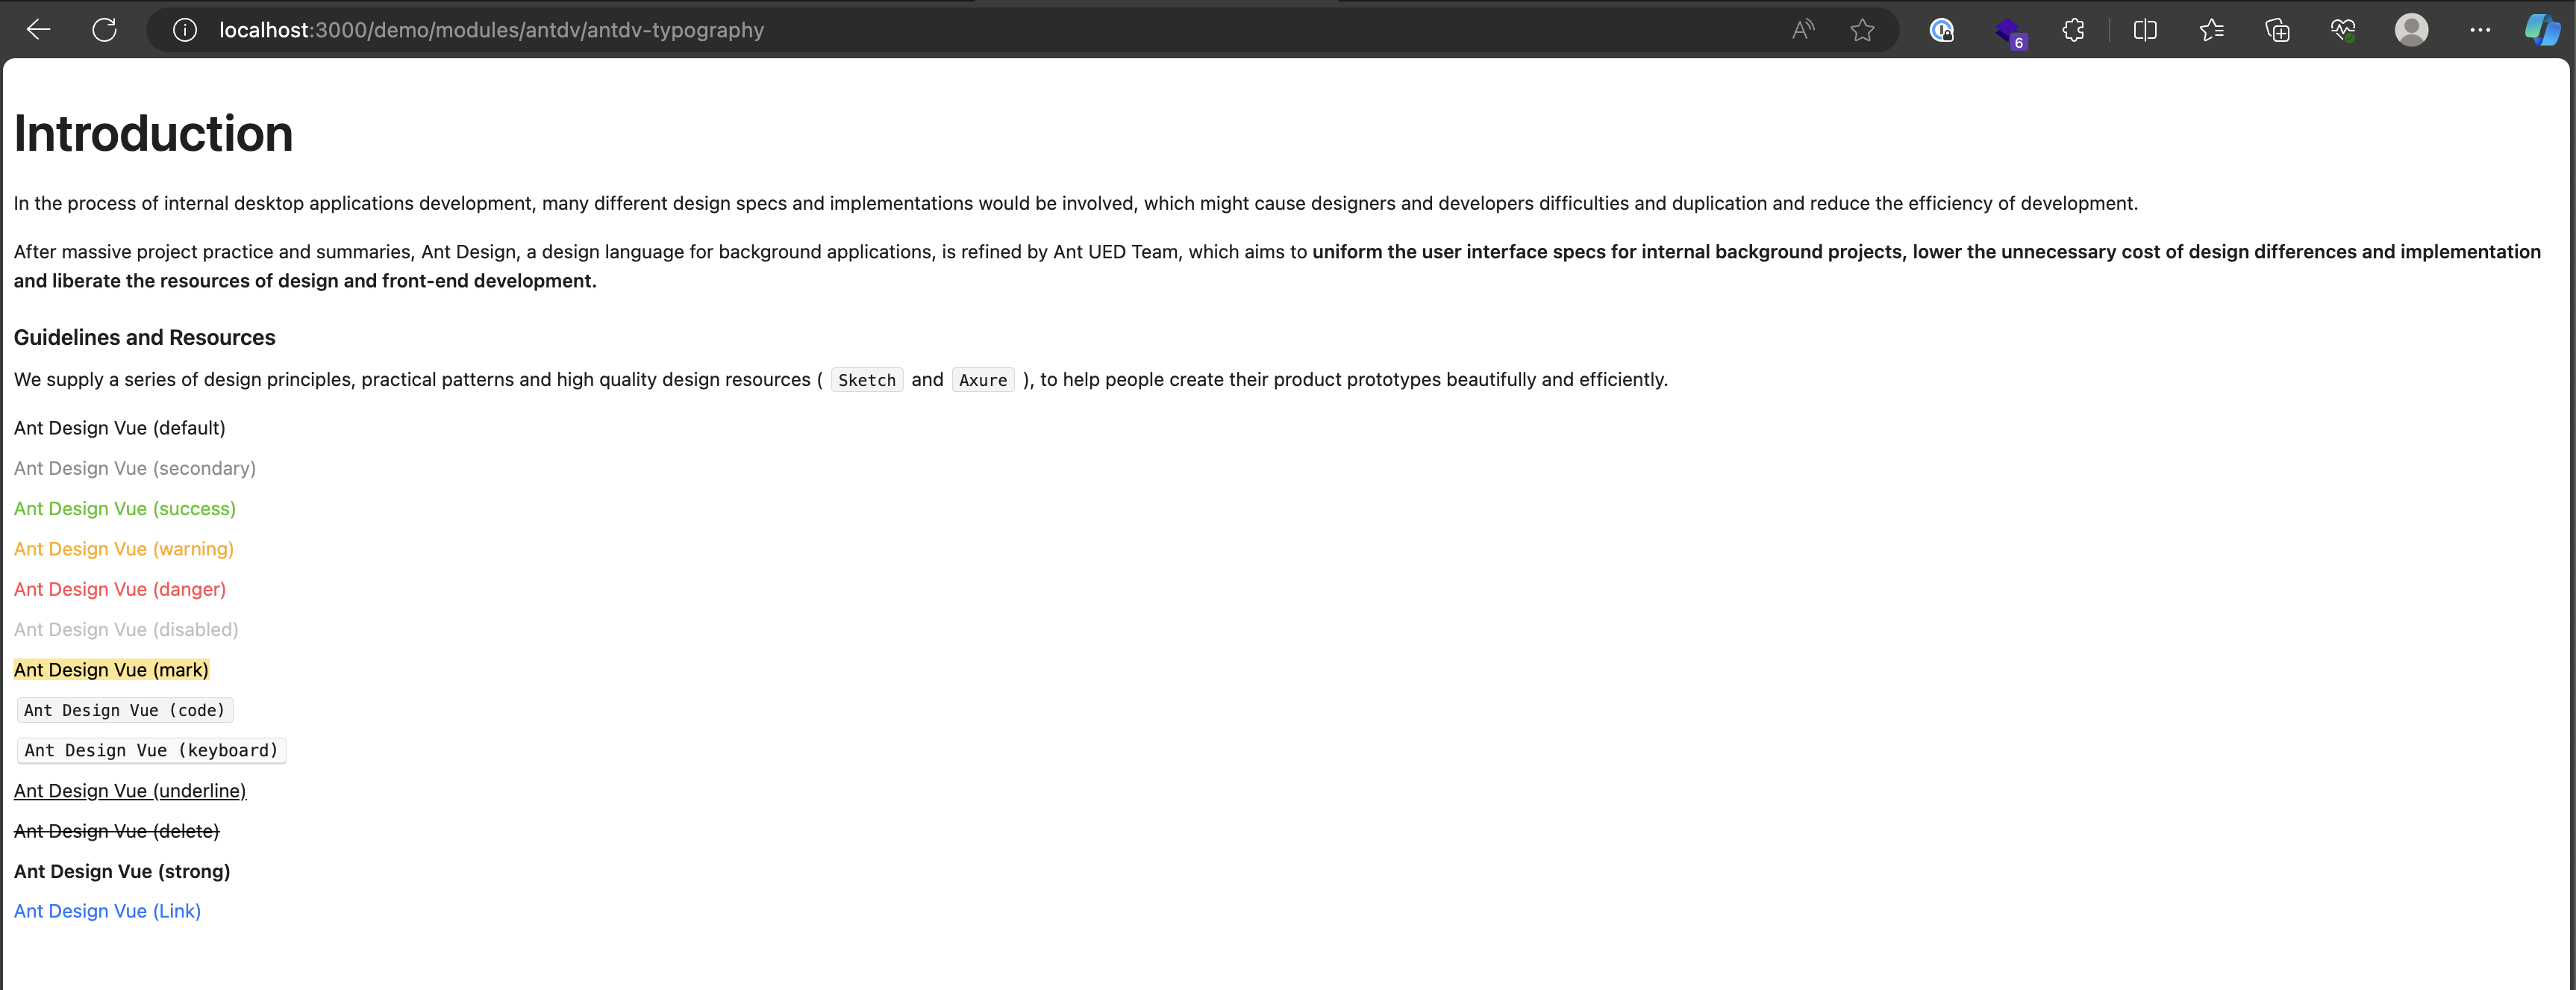 localhost:3000/demo/modules/antdv/antdv-typography
6
Introduction
In the process of internal desktop applications development, many different design specs and implementations would be involved, which might cause designers and developers difficulties and duplication and reduce the efficiency of development.
After massive project practice and summaries, Ant Design, a design language for background applications, is refined by Ant UED Team, which aims to uniform the user interface specs for internal background projects, lower the unnecessary cost of design differences and implementation
and liberate the resources of design and front-end development.
Guidelines and Resources
We supply a series of design principles, practical patterns and high quality design resources ( Sketch and Axure ), to help people create their product prototypes beautifully and efficiently.
Ant Design Vue (default)
Ant Design Vue (secondary)
Ant Design Vue (success)
Ant Design Vue (warning)
Ant Design Vue (danger)
Ant Design Vue (disabled)
Ant Design Vue (mark)
Ant Design Vue (code)
Ant Design Vue (keyboard)
Ant Design Vue (underline)
Ant Design Vue (delete)
Ant Design Vue (strong)
Ant Design Vue (Link)